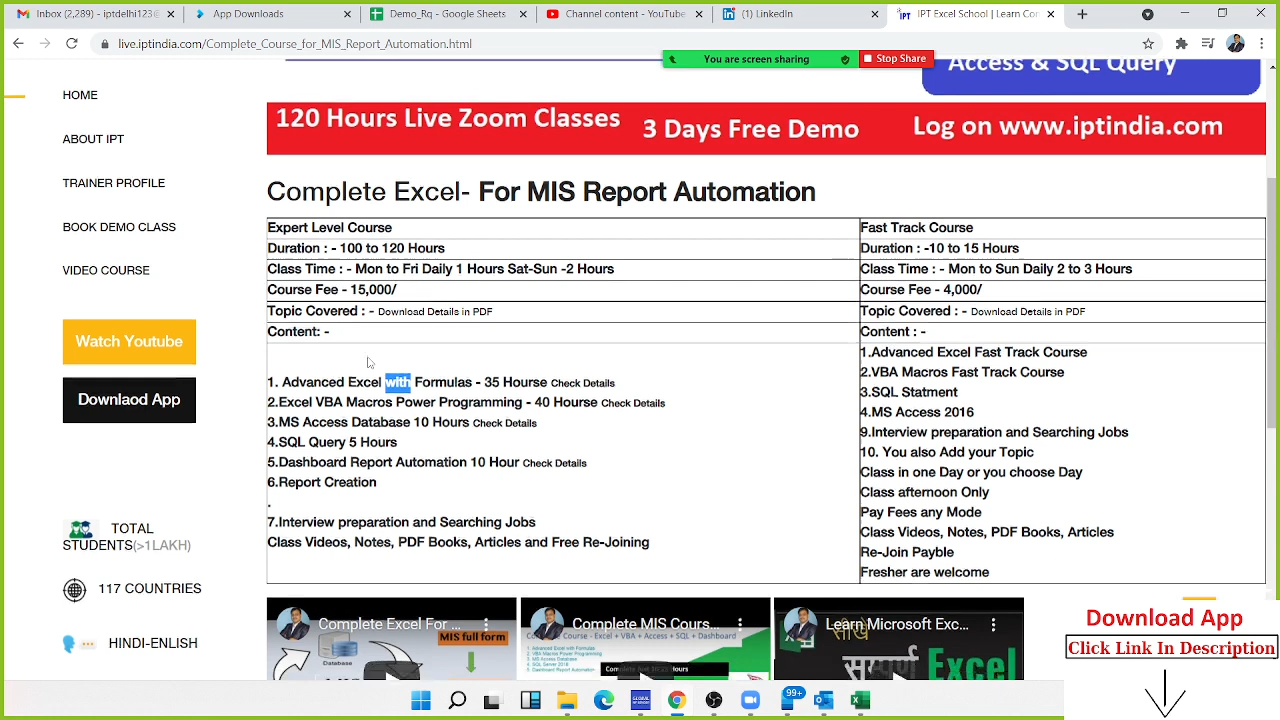 Inbox (2,289) - iptdelhi123@
App Downloads
Demo_Rq - Google Sheets
Channel content - YouTube
(1) LinkedIn
IPT IPT Excel School | Learn Con
live.iptindia.com/Complete_Course_for_MIS_Report_Automation.html
You are screen sharing
Stop Share
Access & SQL Query
HOME
ABOUT IPT
TRAINER PROFILE
BOOK DEMO CLASS
VIDEO COURSE
Watch Youtube
Downlaod App
TOTAL
STUDENTS(>1LAKH)
117 COUNTRIES
HINDI-ENLISH
120 Hours Live Zoom Classes
3 Days Free Demo
Log on www.iptindia.com
Complete Excel- For MIS Report Automation
Expert Level Course
Duration : - 100 to 120 Hours
Class Time : - Mon to Fri Daily 1 Hours Sat-Sun -2 Hours
Course Fee - 15,000/
Topic Covered : - Download Details in PDF
Content: -
1. Advanced Excel with Formulas - 35 Hourse Check Details
2.Excel VBA Macros Power Programming - 40 Hourse Check Details
3.MS Access Database 10 Hours Check Details
4.SQL Query 5 Hours
5.Dashboard Report Automation 10 Hour Check Details
6.Report Creation
.
7.Interview preparation and Searching Jobs
Class Videos, Notes, PDF Books, Articles and Free Re-Joining
Fast Track Course
Duration : -10 to 15 Hours
Class Time : - Mon to Sun Daily 2 to 3 Hours
Course Fee - 4,000/
Topic Covered : - Download Details in PDF
Content : -
1.Advanced Excel Fast Track Course
2.VBA Macros Fast Track Course
3.SQL Statment
4.MS Access 2016
9.Interview preparation and Searching Jobs
10. You also Add your Topic
Class in one Day or you choose Day
Class afternoon Only
Pay Fees any Mode
Class Videos, Notes, PDF Books, Articles
Re-Join Payble
Fresher are welcome
Complete Excel For ...
MIS full form
Database
Complete MIS Cours...
Course - Excel + VBA + Access + SQL + Dashboard
Learn Microsoft Exc...
सीखे
सम्पूर्ण Excel
Download App
Click Link In Description
99+